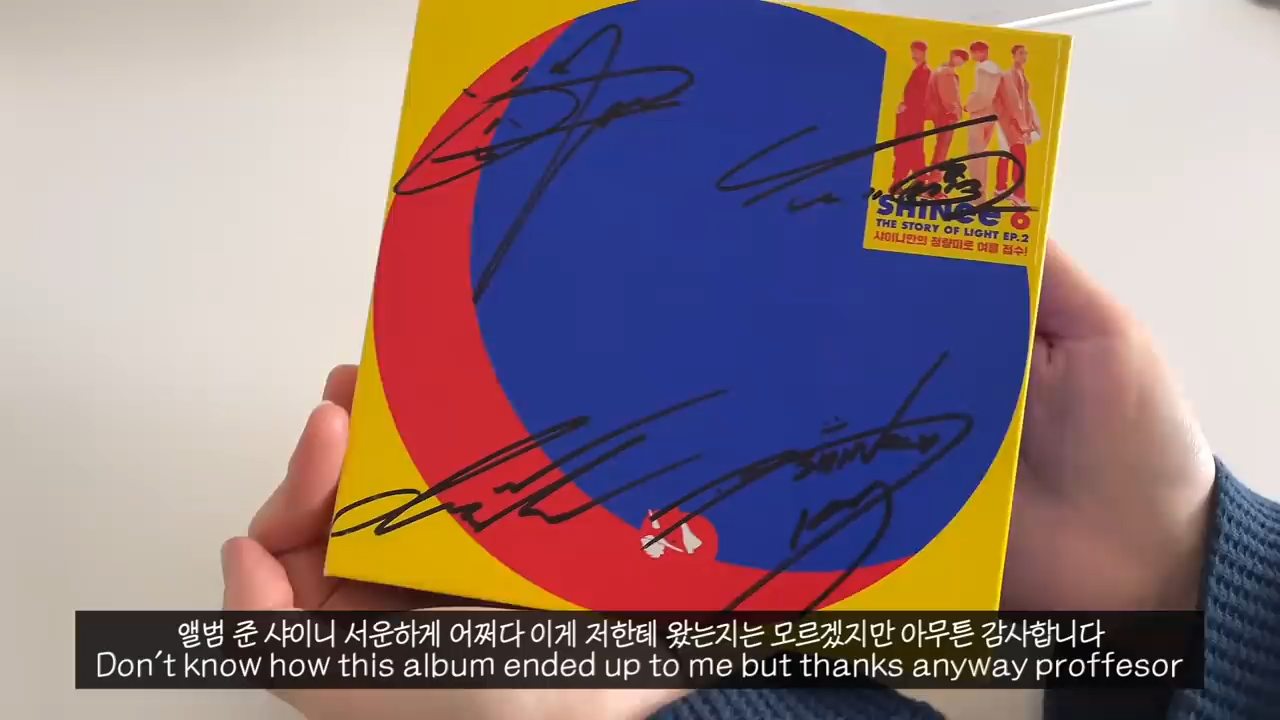 SHINee 6
THE STORY OF LIGHT EP.2
샤이니만의 청량미로 여름 접수!
SHINee
key
앨범 준 샤이니 서운하게 어쩌다 이게 저한테 왔는지는 모르겠지만 아무튼 감사합니다
Don't know how this album ended up to me but thanks anyway proffesor